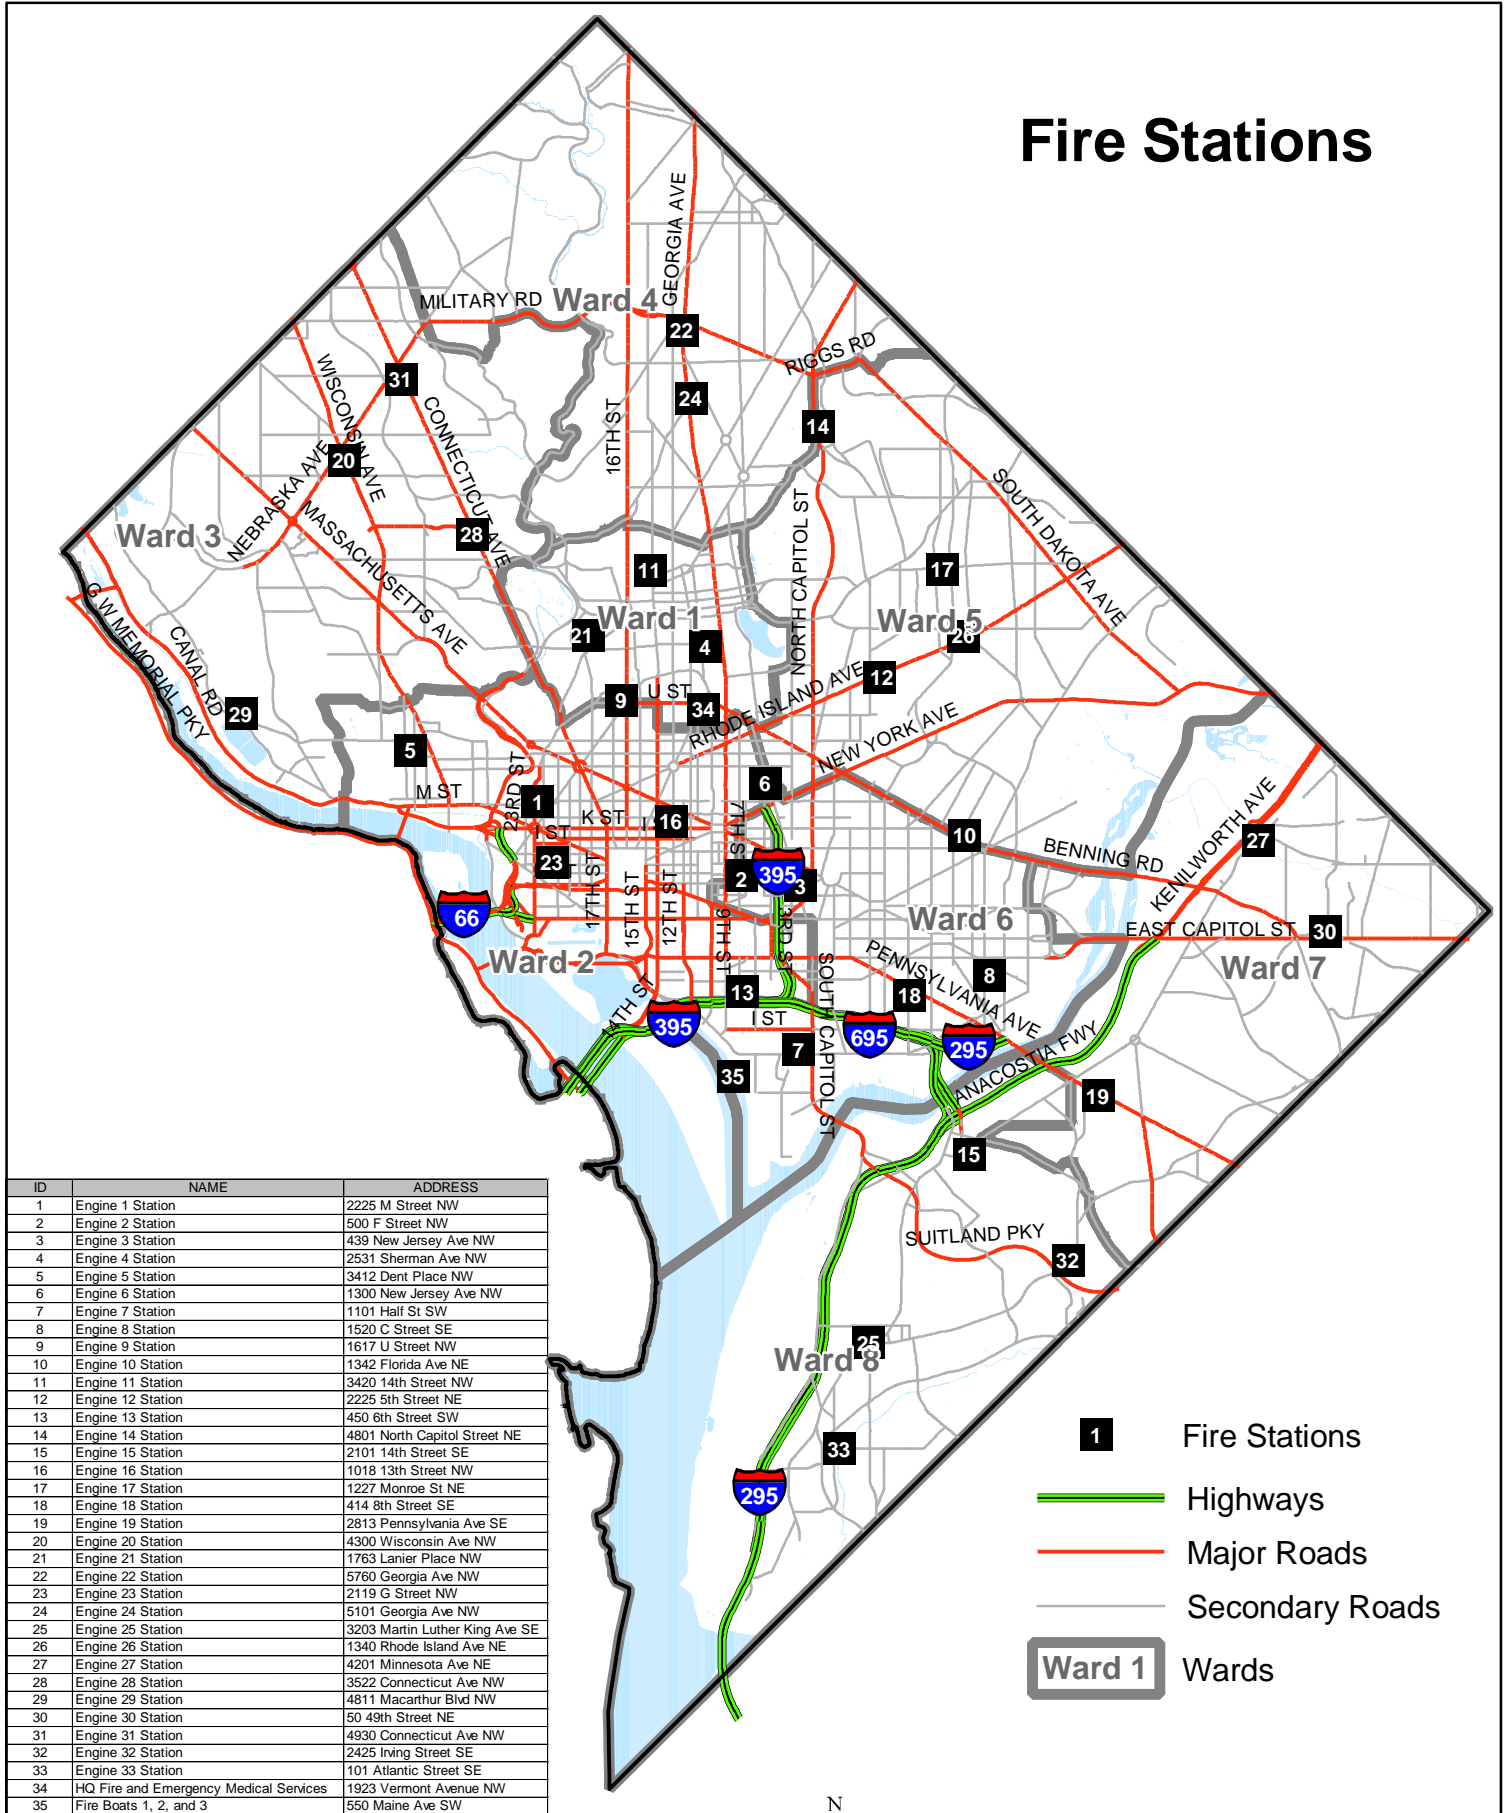 Fire Stations
GEORGIA AVE
MILITARY RD
Ward 4
22
RIGGS RD
WISCONSIN AVE
31
CONNECTICUT AVE
24
16TH ST
14
20
NEBRASKA AVE
SOUTH DAKOTA AVE
NORTH CAPITOL ST
MASSACHUSETTS AVE
Ward 3
28
11
17
G W MEMORIAL PKY
CANAL RD
Ward 1
Ward 5
21
4
26
12
RHODE ISLAND AVE
9
U ST
34
29
NEW YORK AVE
5
23RD ST
6
M ST
1
K ST
16
7TH ST
I ST
10
27
KENILWORTH AVE
BENNING RD
23
2
395
3
17TH ST
15TH ST
12TH ST
9TH ST
3RD ST
66
Ward 6
EAST CAPITOL ST
30
Ward 2
PENNSYLVANIA AVE
8
Ward 7
14TH ST
13
18
SOUTH CAPITOL ST
395
I ST
695
295
7
ANACOSTIA FWY
35
19
15
SUITLAND PKY
32
25
Ward 8
33
295
ID NAME ADDRESS
1 Engine 1 Station 2225 M Street NW
2 Engine 2 Station 500 F Street NW
3 Engine 3 Station 439 New Jersey Ave NW
4 Engine 4 Station 2531 Sherman Ave NW
5 Engine 5 Station 3412 Dent Place NW
6 Engine 6 Station 1300 New Jersey Ave NW
7 Engine 7 Station 1101 Half St SW
8 Engine 8 Station 1520 C Street SE
9 Engine 9 Station 1617 U Street NW
10 Engine 10 Station 1342 Florida Ave NE
11 Engine 11 Station 3420 14th Street NW
12 Engine 12 Station 2225 5th Street NE
13 Engine 13 Station 450 6th Street SW
14 Engine 14 Station 4801 North Capitol Street NE
15 Engine 15 Station 2101 14th Street SE
16 Engine 16 Station 1018 13th Street NW
17 Engine 17 Station 1227 Monroe St NE
18 Engine 18 Station 414 8th Street SE
19 Engine 19 Station 2813 Pennsylvania Ave SE
20 Engine 20 Station 4300 Wisconsin Ave NW
21 Engine 21 Station 1763 Lanier Place NW
22 Engine 22 Station 5760 Georgia Ave NW
23 Engine 23 Station 2119 G Street NW
24 Engine 24 Station 5101 Georgia Ave NW
25 Engine 25 Station 3203 Martin Luther King Ave SE
26 Engine 26 Station 1340 Rhode Island Ave NE
27 Engine 27 Station 4201 Minnesota Ave NE
28 Engine 28 Station 3522 Connecticut Ave NW
29 Engine 29 Station 4811 Macarthur Blvd NW
30 Engine 30 Station 50 49th Street NE
31 Engine 31 Station 4930 Connecticut Ave NW
32 Engine 32 Station 2425 Irving Street SE
33 Engine 33 Station 101 Atlantic Street SE
34 HQ Fire and Emergency Medical Services 1923 Vermont Avenue NW
35 Fire Boats 1, 2, and 3 550 Maine Ave SW
1 Fire Stations
Highways
Major Roads
Secondary Roads
Ward 1 Wards
N